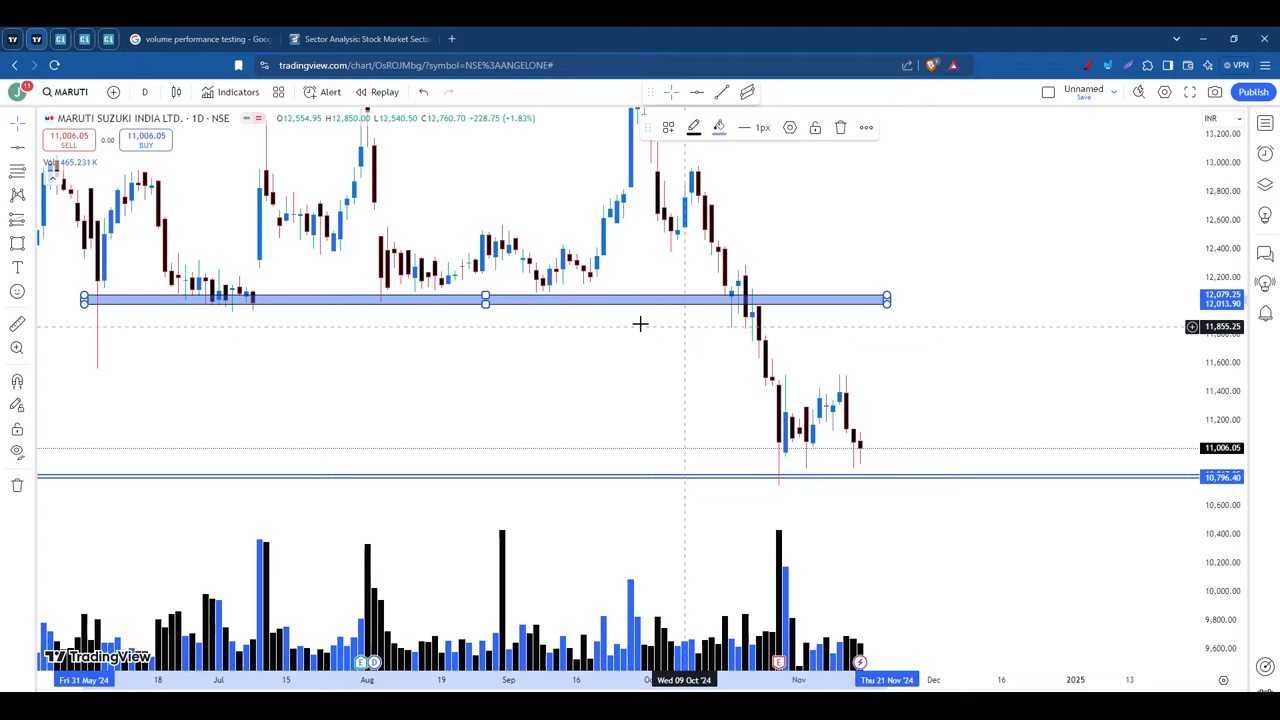 volume performance testing - Goog
Sector Analysis: Stock Market Secto
tradingview.com/chart/OsROJMbg/?symbol=NSE%3AANGELONE#
VPN
J
11
MARUTI
D
Indicators
Alert
Replay
Unnamed
Save
Publish
MARUTI SUZUKI INDIA LTD. · 1D · NSE
O12,554.95 H12,850.00 L12,540.50 C12,760.70 +228.75 (+1.83%)
11,006.05
SELL
0.00
11,006.05
BUY
Vol 465.231 K
1px
INR
13,200.00
13,000.00
12,800.00
12,600.00
12,400.00
12,200.00
12,079.25
12,013.90
11,855.25
11,600.00
11,400.00
11,200.00
11,006.05
10,796.40
10,600.00
10,400.00
10,200.00
10,000.00
9,800.00
9,600.00
TradingView
E
D
E
Fri 31 May '24
18
Jul
15
Aug
19
Sep
16
Wed 09 Oct '24
Nov
Thu 21 Nov '24
Dec
16
2025
13